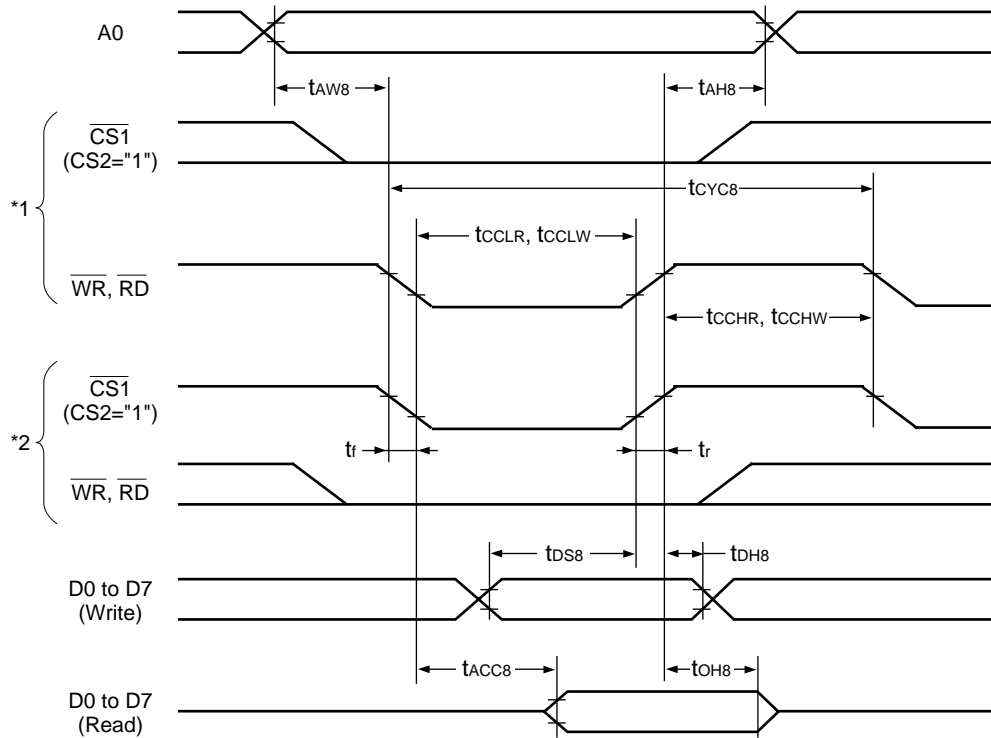 A0
tAW8
tAH8
CS1
(CS2="1")
*1
tCYC8
tCCLR, tCCLW
WR, RD
tCCHR, tCCHW
CS1
(CS2="1")
*2
tf
tr
WR, RD
tDS8
tDH8
D0 to D7
(Write)
tACC8
tOH8
D0 to D7
(Read)